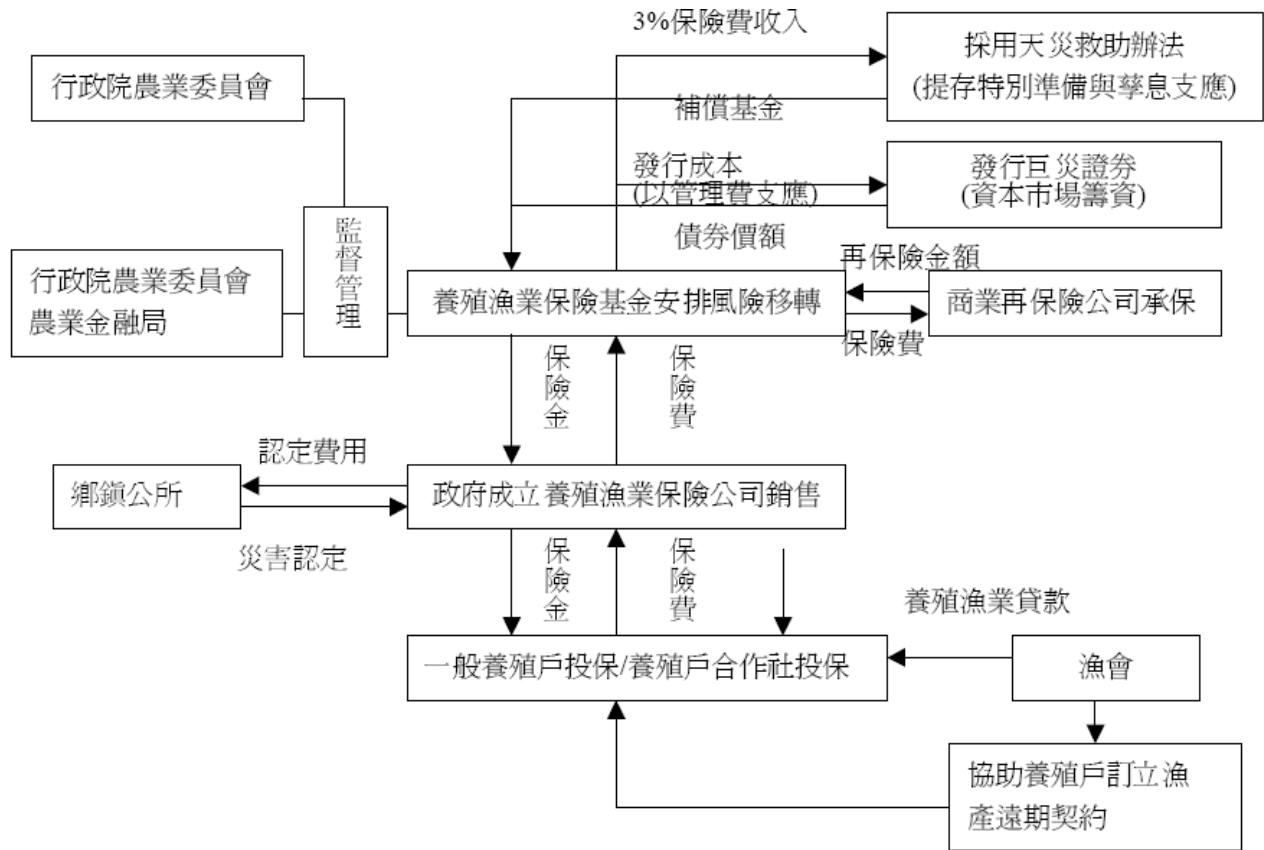 3%保險費收入
採用天災救助辦法
(提存特別準備與孳息支應)
行政院農業委員會
補償基金
發行成本
(以管理費支應)
發行巨災證券
(資本市場籌資)
債券價額
監督管理
行政院農業委員會
農業金融局
養殖漁業保險基金安排風險移轉
再保險金額
商業再保險公司承保
保險費
保險金
保險費
認定費用
鄉鎮公所
政府成立養殖漁業保險公司銷售
災害認定
保險金
保險費
養殖漁業貸款
一般養殖戶投保/養殖戶合作社投保
漁會
協助養殖戶訂立漁
產遠期契約